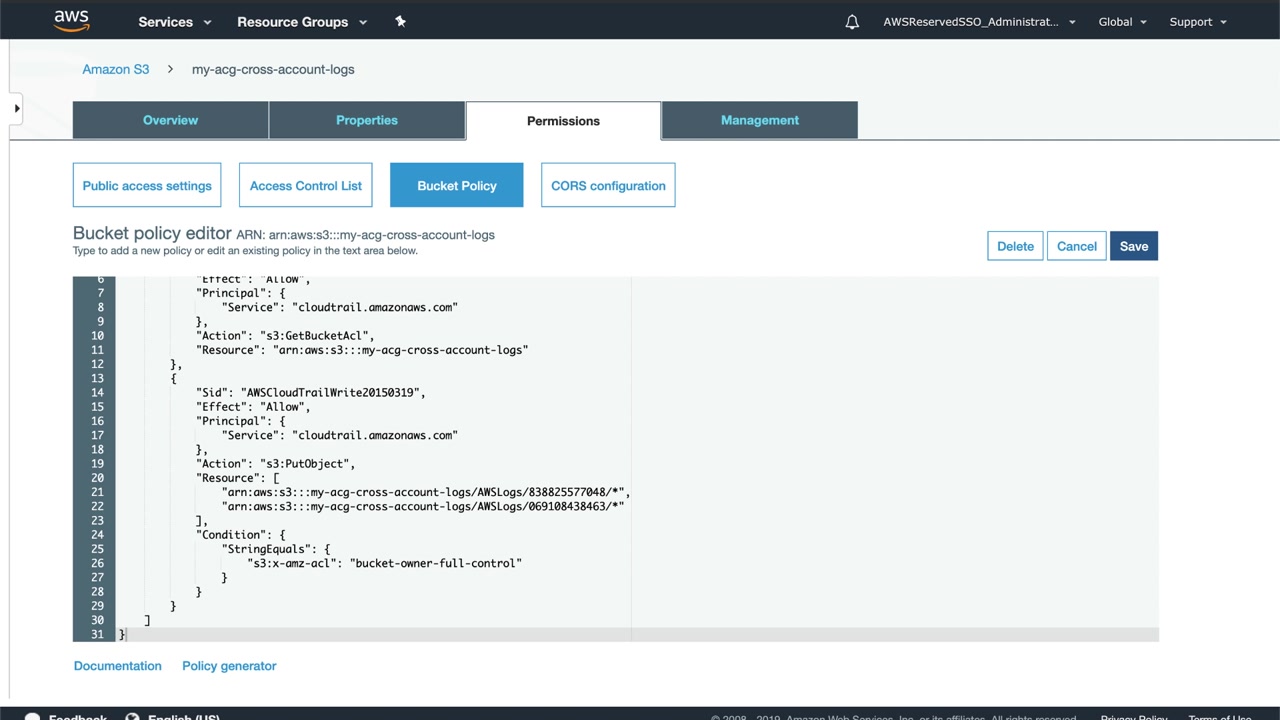 aws Services Resource Groups AWSReservedSSO_Administrat... Global Support
Amazon S3 > my-acg-cross-account-logs
Overview Properties Permissions Management
Public access settings Access Control List Bucket Policy CORS configuration
Bucket policy editor ARN: arn:aws:s3:::my-acg-cross-account-logs
Type to add a new policy or edit an existing policy in the text area below.
Delete Cancel Save
6 "Effect": "Allow",
7 "Principal": {
8 "Service": "cloudtrail.amazonaws.com"
9 },
10 "Action": "s3:GetBucketAcl",
11 "Resource": "arn:aws:s3:::my-acg-cross-account-logs"
12 },
13 {
14 "Sid": "AWSCloudTrailWrite20150319",
15 "Effect": "Allow",
16 "Principal": {
17 "Service": "cloudtrail.amazonaws.com"
18 },
19 "Action": "s3:PutObject",
20 "Resource": [
21 "arn:aws:s3:::my-acg-cross-account-logs/AWSLogs/838825577048/*",
22 "arn:aws:s3:::my-acg-cross-account-logs/AWSLogs/069108438463/*"
23 ],
24 "Condition": {
25 "StringEquals": {
26 "s3:x-amz-acl": "bucket-owner-full-control"
27 }
28 }
29 }
30 ]
31 }
Documentation Policy generator
Feedback English (US) © 2008 - 2019, Amazon Web Services, Inc. or its affiliates. All rights reserved. Privacy Policy Terms of Use